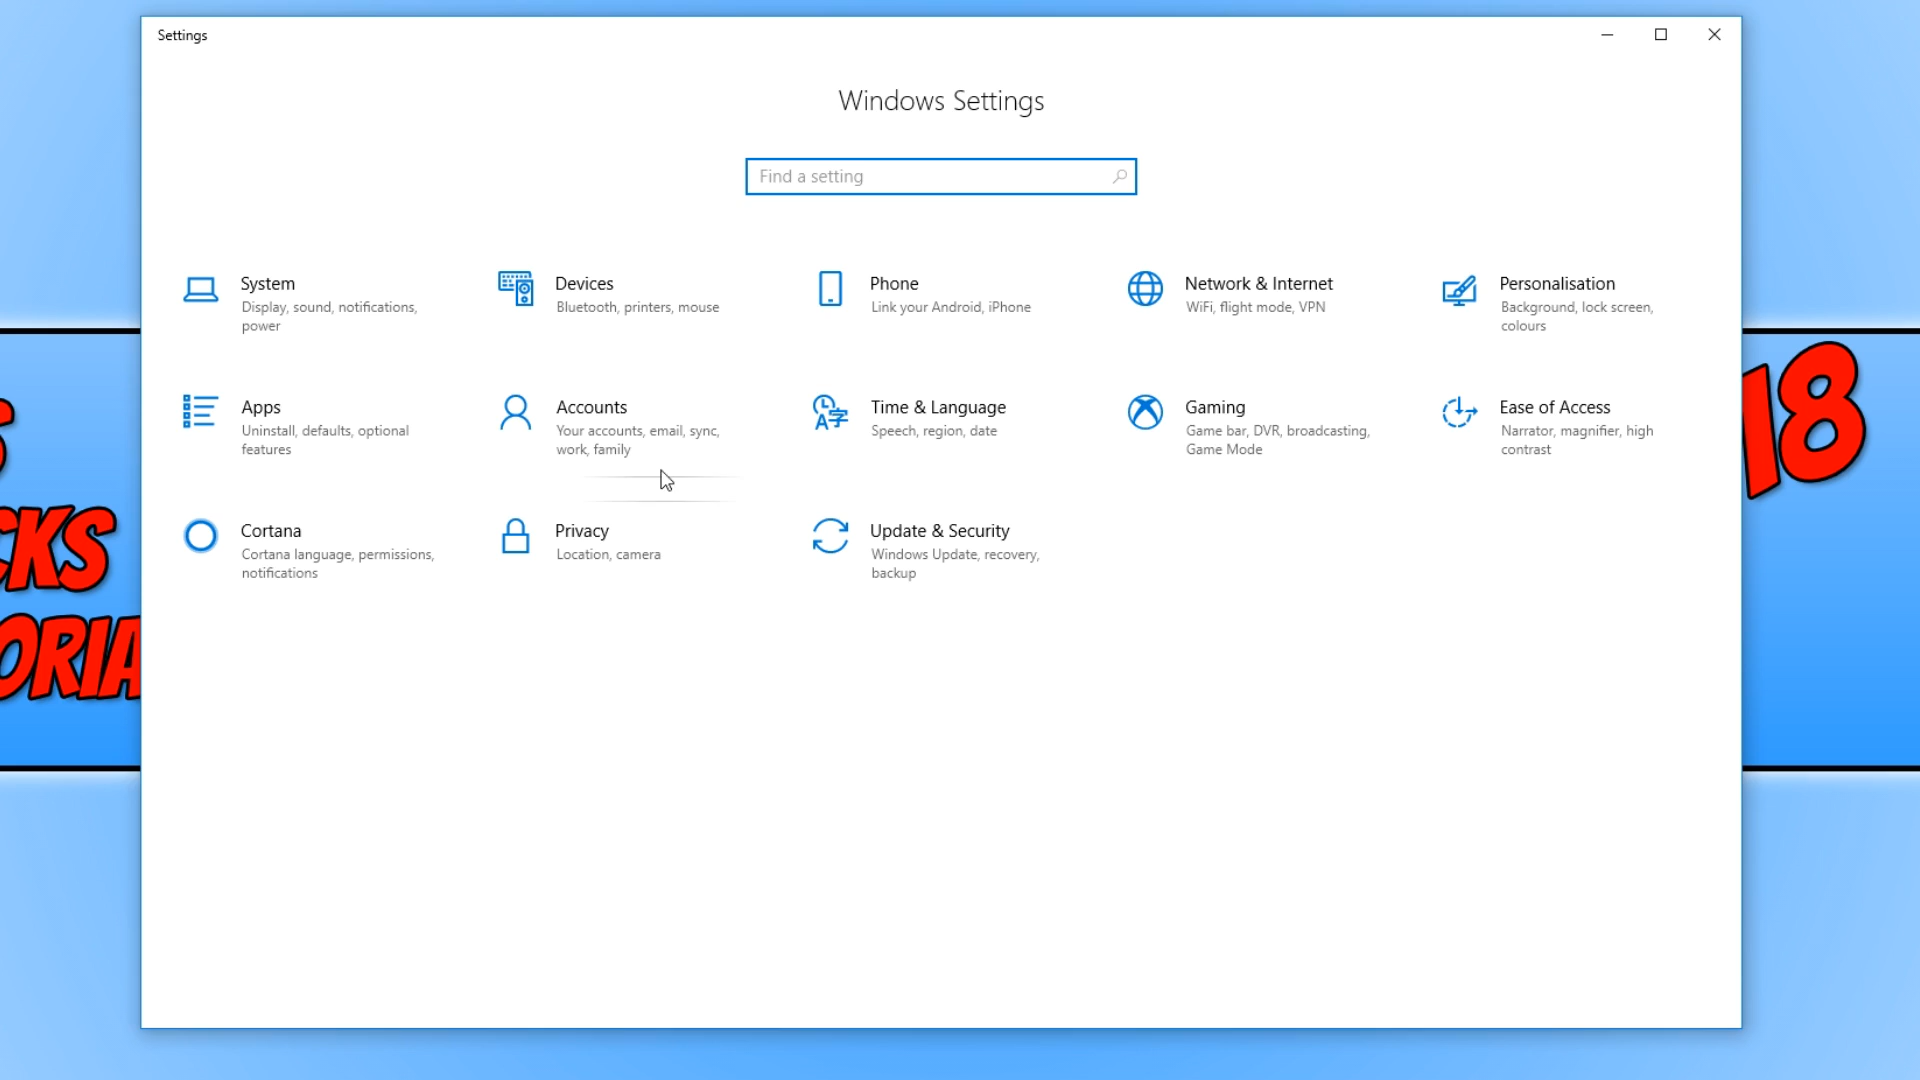 Settings
Windows Settings
Find a setting
System
Display, sound, notifications,
power
Devices
Bluetooth, printers, mouse
Phone
Link your Android, iPhone
Network & Internet
WiFi, flight mode, VPN
Personalisation
Background, lock screen,
colours
Apps
Uninstall, defaults, optional
features
Accounts
Your accounts, email, sync,
work, family
Time & Language
Speech, region, date
Gaming
Game bar, DVR, broadcasting,
Game Mode
Ease of Access
Narrator, magnifier, high
contrast
Cortana
Cortana language, permissions,
notifications
Privacy
Location, camera
Update & Security
Windows Update, recovery,
backup
18
CKS
ORIA